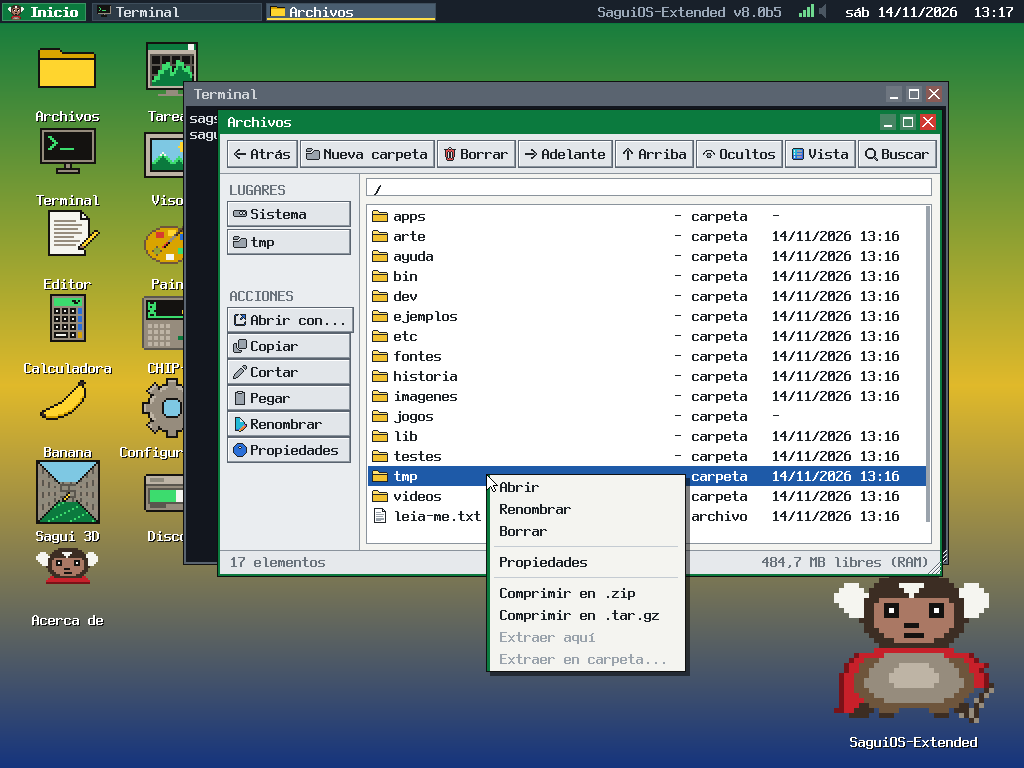 Inicio Terminal Archivos SaguiOS-Extended v8.0b5 sáb 14/11/2026 13:17
Archivos
Terminal
Editor
Calculadora
Banana
Sagui 3D
Acerca de
Terminal
Archivos
Atrás Nueva carpeta Borrar Adelante Arriba Ocultos Vista Buscar
LUGARES
Sistema
tmp
ACCIONES
Abrir con...
Copiar
Cortar
Pegar
Renombrar
Propiedades
/
apps - carpeta -
arte - carpeta 14/11/2026 13:16
ayuda - carpeta 14/11/2026 13:16
bin - carpeta 14/11/2026 13:16
dev - carpeta 14/11/2026 13:16
ejemplos - carpeta 14/11/2026 13:16
etc - carpeta 14/11/2026 13:16
fontes - carpeta 14/11/2026 13:16
historia - carpeta 14/11/2026 13:16
imagenes - carpeta 14/11/2026 13:16
jogos - carpeta -
lib - carpeta 14/11/2026 13:16
testes - carpeta 14/11/2026 13:16
tmp carpeta 14/11/2026 13:16
videos carpeta 14/11/2026 13:16
leia-me.txt archivo 14/11/2026 13:16
17 elementos 484,7 MB libres (RAM)
Abrir
Renombrar
Borrar
Propiedades
Comprimir en .zip
Comprimir en .tar.gz
Extraer aquí
Extraer en carpeta...
SaguiOS-Extended